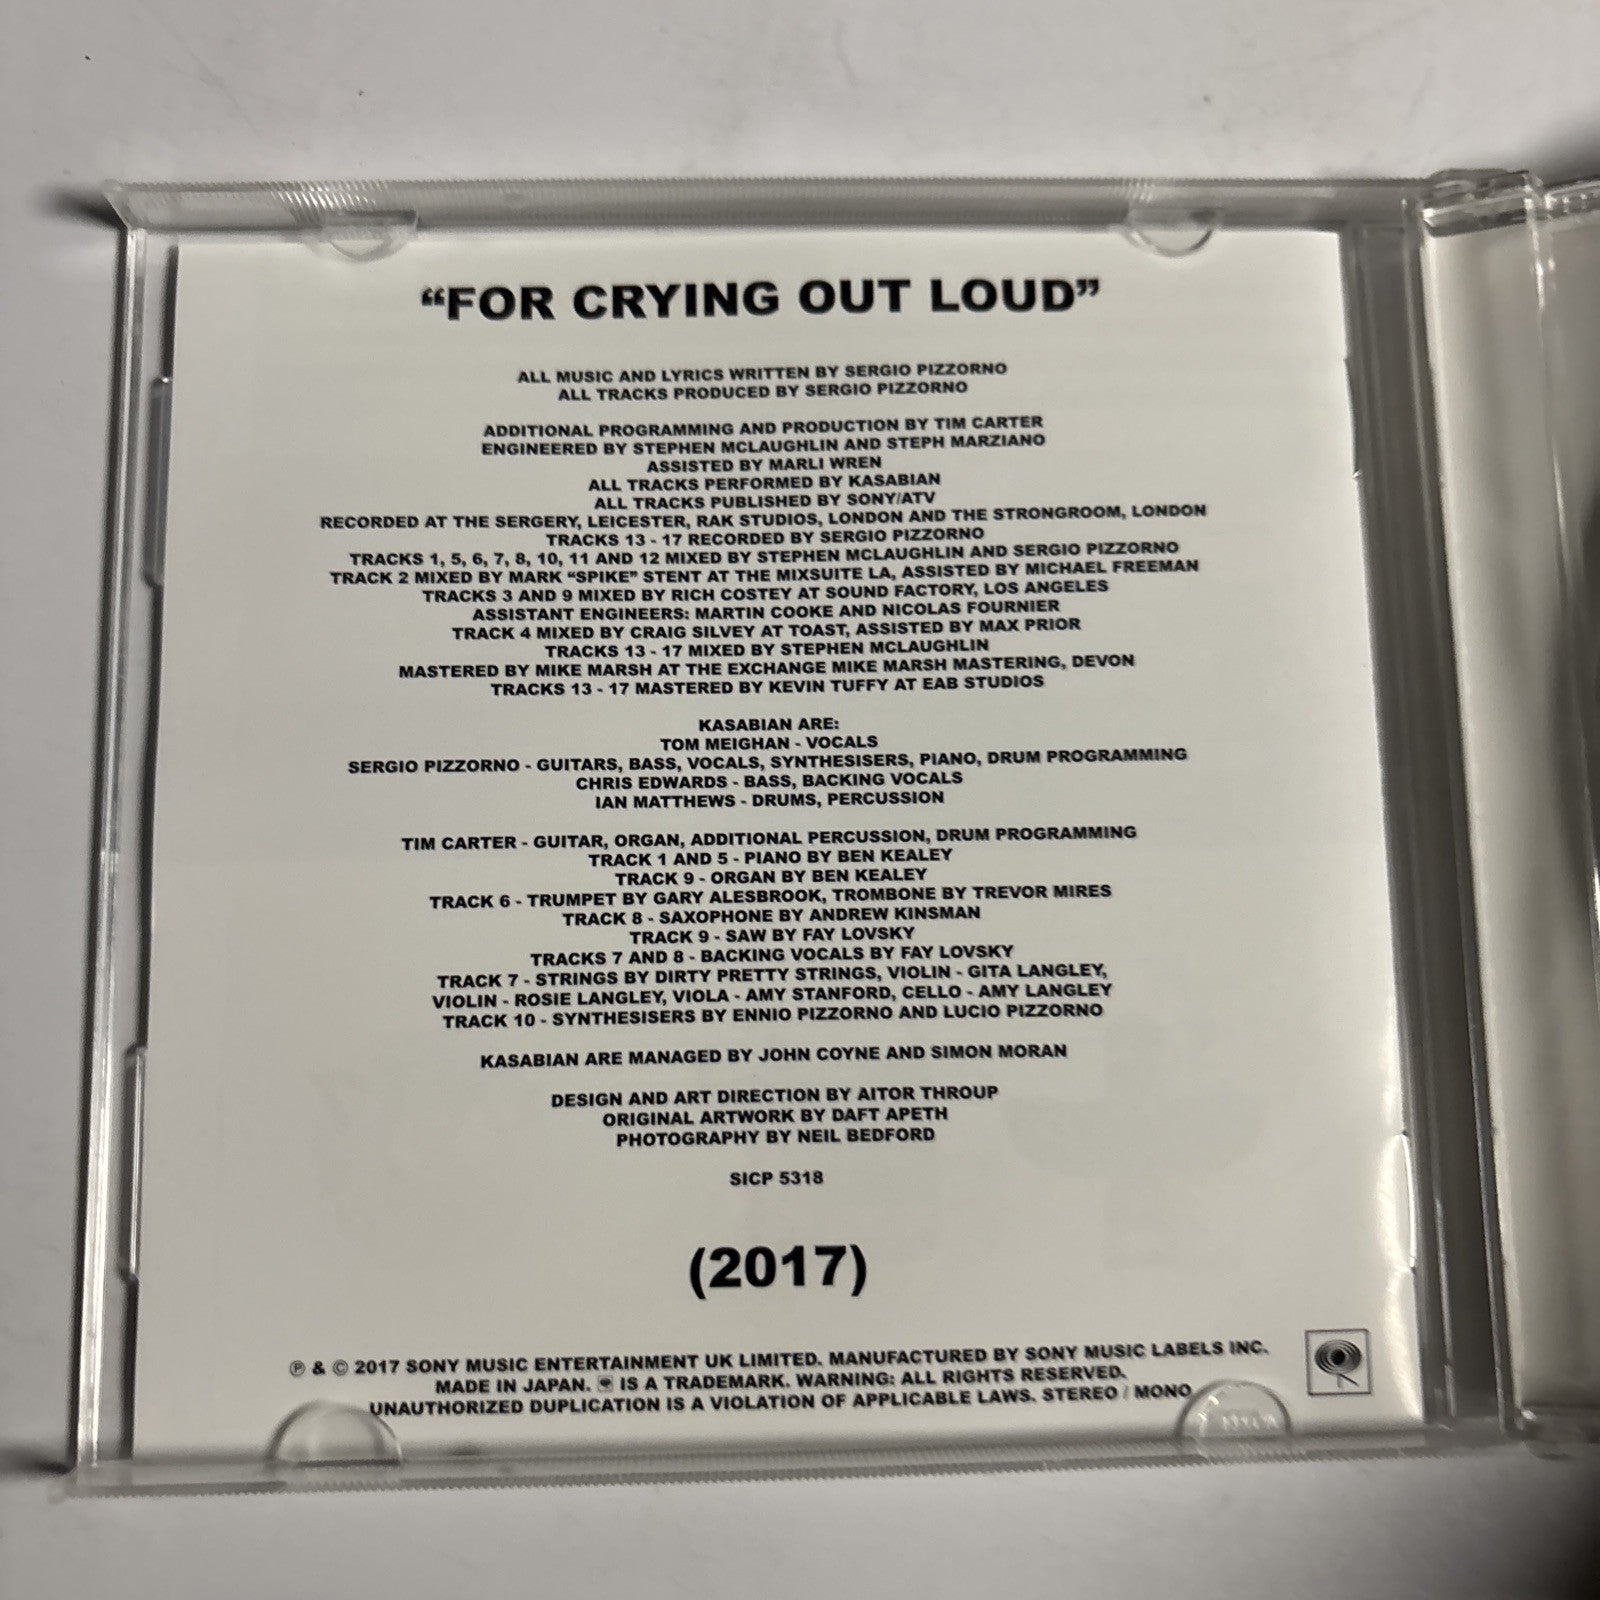 “FOR CRYING OUT LOUD”
ALL MUSIC AND LYRICS WRITTEN BY SERGIO PIZZORNO
ALL TRACKS PRODUCED BY SERGIO PIZZORNO
ADDITIONAL PROGRAMMING AND PRODUCTION BY TIM CARTER
ENGINEERED BY STEPHEN MCLAUGHLIN AND STEPH MARZIANO
ASSISTED BY MARLI WREN
ALL TRACKS PERFORMED BY KASABIAN
ALL TRACKS PUBLISHED BY SONY/ATV
RECORDED AT THE SERGERY, LEICESTER, RAK STUDIOS, LONDON AND THE STRONGROOM, LONDON
TRACKS 13 - 17 RECORDED BY SERGIO PIZZORNO
TRACKS 1, 5, 6, 7, 8, 10, 11 AND 12 MIXED BY STEPHEN MCLAUGHLIN AND SERGIO PIZZORNO
TRACK 2 MIXED BY MARK “SPIKE” STENT AT THE MIXSUITE LA, ASSISTED BY MICHAEL FREEMAN
TRACKS 3 AND 9 MIXED BY RICH COSTEY AT SOUND FACTORY, LOS ANGELES
ASSISTANT ENGINEERS: MARTIN COOKE AND NICOLAS FOURNIER
TRACK 4 MIXED BY CRAIG SILVEY AT TOAST, ASSISTED BY MAX PRIOR
TRACKS 13 - 17 MIXED BY STEPHEN MCLAUGHLIN
MASTERED BY MIKE MARSH AT THE EXCHANGE MIKE MARSH MASTERING, DEVON
TRACKS 13 - 17 MASTERED BY KEVIN TUFFY AT EAB STUDIOS
KASABIAN ARE:
TOM MEIGHAN - VOCALS
SERGIO PIZZORNO - GUITARS, BASS, VOCALS, SYNTHESISERS, PIANO, DRUM PROGRAMMING
CHRIS EDWARDS - BASS, BACKING VOCALS
IAN MATTHEWS - DRUMS, PERCUSSION
TIM CARTER - GUITAR, ORGAN, ADDITIONAL PERCUSSION, DRUM PROGRAMMING
TRACK 1 AND 5 - PIANO BY BEN KEALEY
TRACK 9 - ORGAN BY BEN KEALEY
TRACK 6 - TRUMPET BY GARY ALESBROOK, TROMBONE BY TREVOR MIRES
TRACK 8 - SAXOPHONE BY ANDREW KINSMAN
TRACK 9 - SAW BY FAY LOVSKY
TRACKS 7 AND 8 - BACKING VOCALS BY FAY LOVSKY
TRACK 7 - STRINGS BY DIRTY PRETTY STRINGS, VIOLIN - GITA LANGLEY,
VIOLIN - ROSIE LANGLEY, VIOLA - AMY STANFORD, CELLO - AMY LANGLEY
TRACK 10 - SYNTHESISERS BY ENNIO PIZZORNO AND LUCIO PIZZORNO
KASABIAN ARE MANAGED BY JOHN COYNE AND SIMON MORAN
DESIGN AND ART DIRECTION BY AITOR THROUP
ORIGINAL ARTWORK BY DAFT APETH
PHOTOGRAPHY BY NEIL BEDFORD
SICP 5318
(2017)
℗ & © 2017 SONY MUSIC ENTERTAINMENT UK LIMITED. MANUFACTURED BY SONY MUSIC LABELS INC.
MADE IN JAPAN. IS A TRADEMARK. WARNING: ALL RIGHTS RESERVED.
UNAUTHORIZED DUPLICATION IS A VIOLATION OF APPLICABLE LAWS. STEREO / MONO